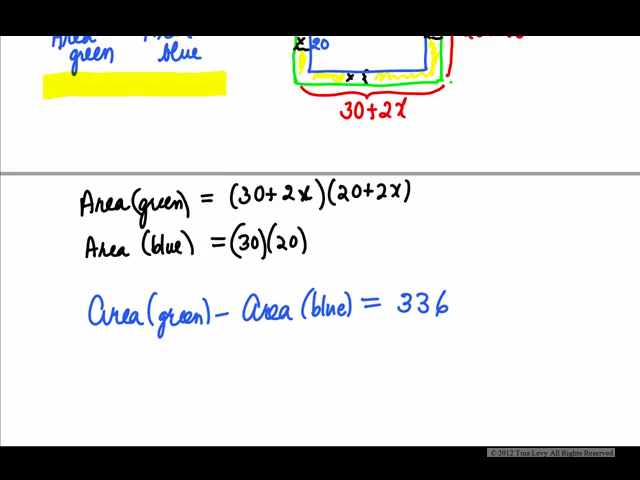 Area
green
blue
x
20
x
30+2x
Area(green) = (30+2x)(20+2x)
Area (blue) = (30)(20)
Area(green) - Area(blue) = 336
© 2012 Tina Levy All Rights Reserved